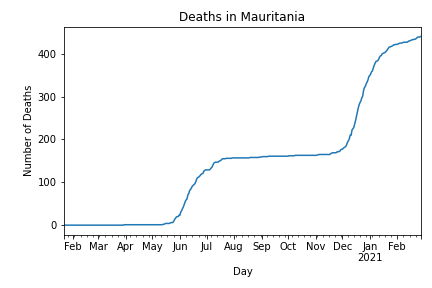 Deaths in Mauritania
Number of Deaths
400
300
200
100
0
Feb Mar Apr May Jun Jul Aug Sep Oct Nov Dec Jan Feb
2021
Day